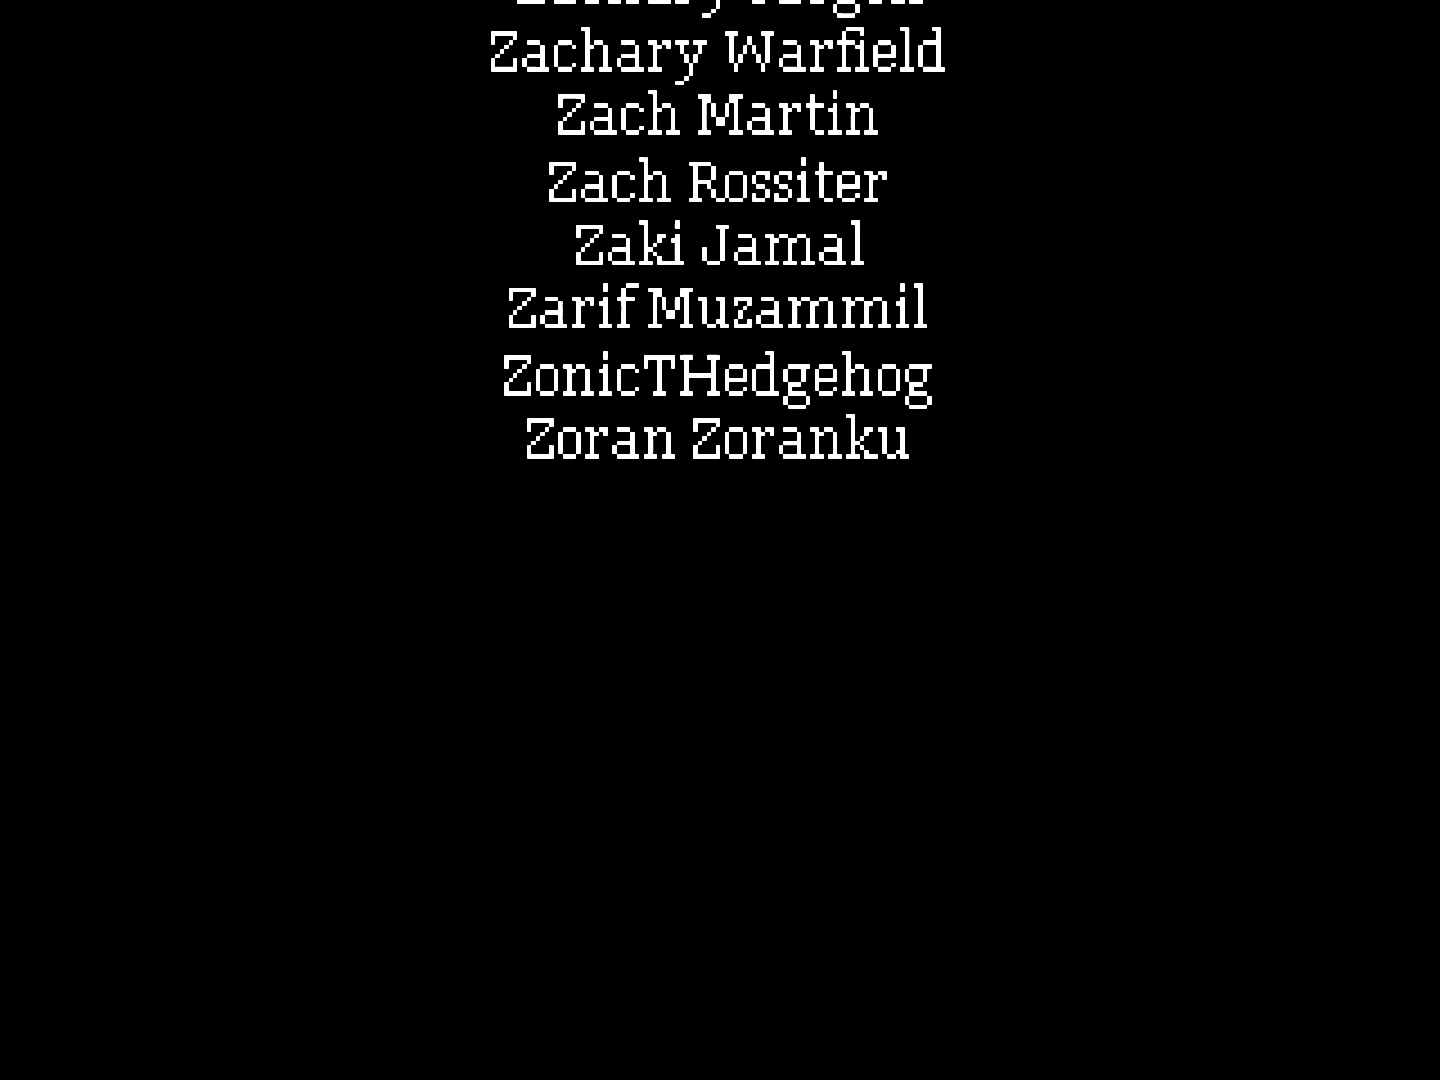 Zachary Warfield
Zach Martin
Zach Rossiter
Zaki Jamal
Zarif Muzammil
ZonicTHedgehog
Zoran Zoranku